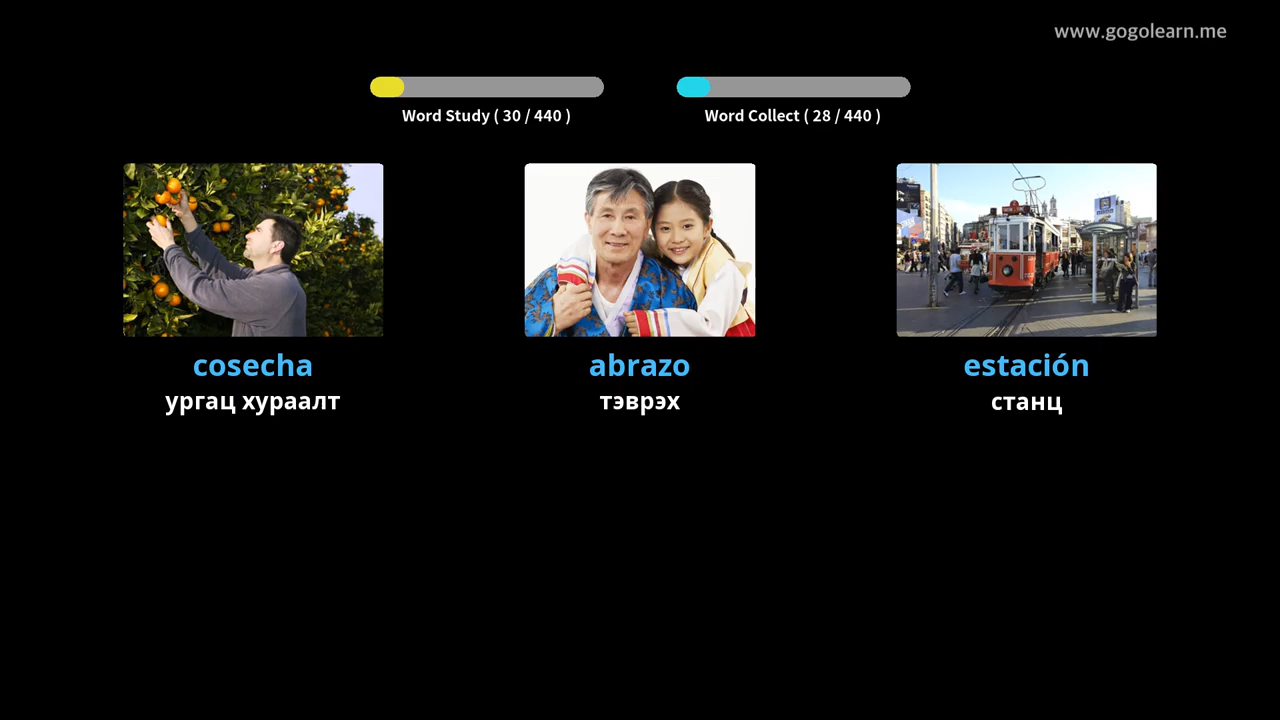 www.gogolearn.me
Word Study ( 30 / 440 )
Word Collect ( 28 / 440 )
cosecha
abrazo
estación
ургац хураалт
тэврэх
станц